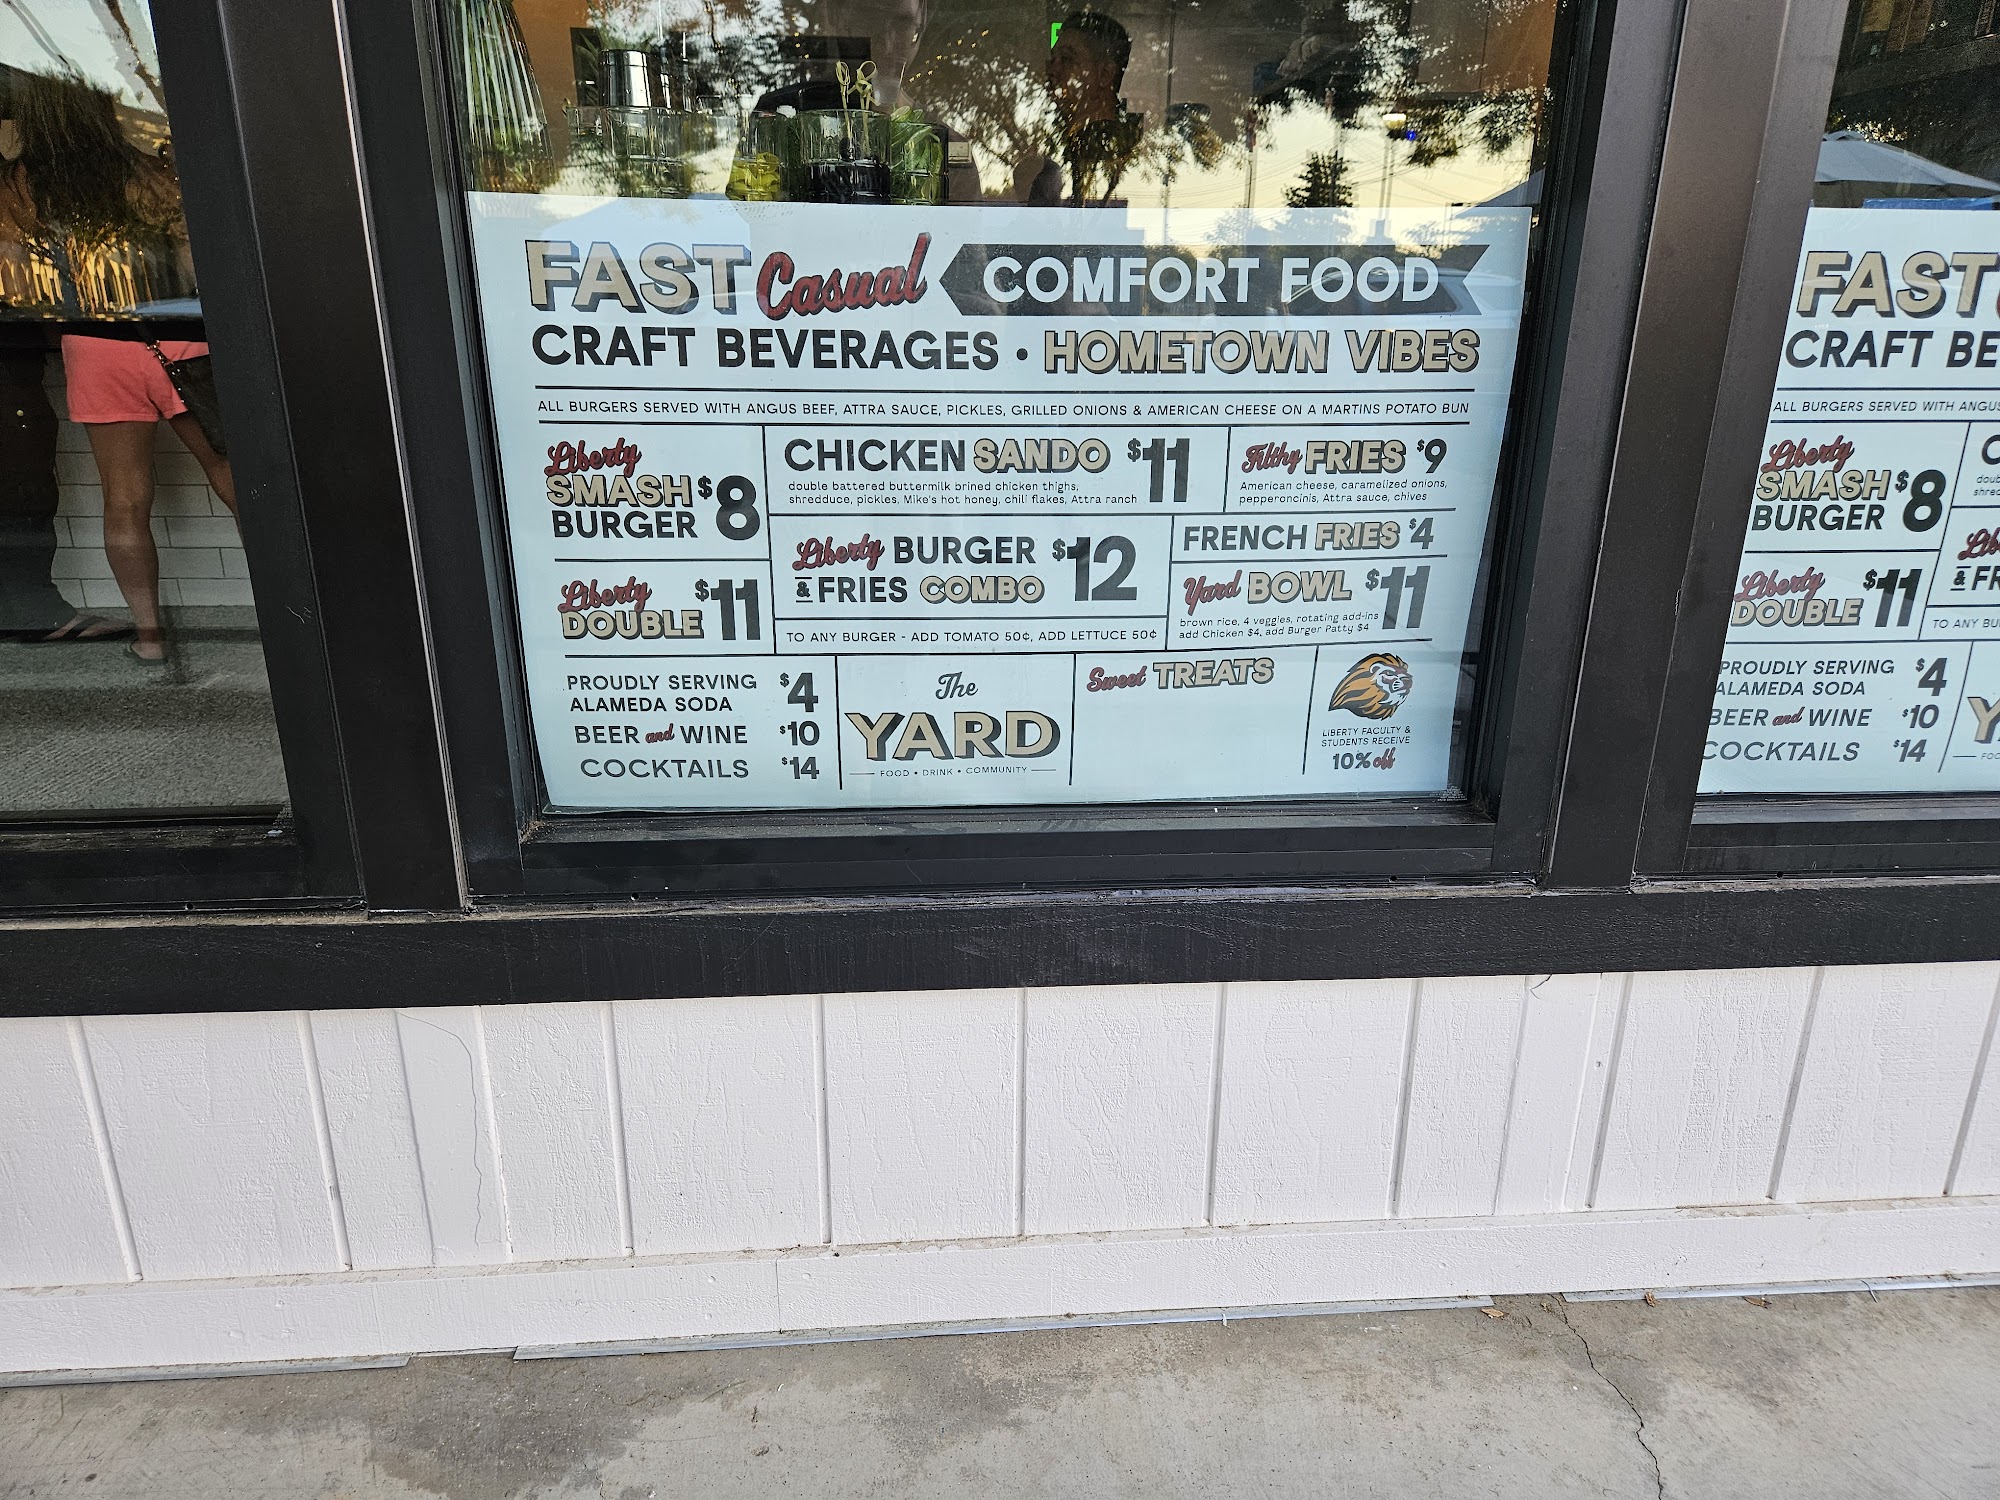 FAST Casual COMFORT FOOD
CRAFT BEVERAGES • HOMETOWN VIBES
ALL BURGERS SERVED WITH ANGUS BEEF, ATTRA SAUCE, PICKLES, GRILLED ONIONS & AMERICAN CHEESE ON A MARTINS POTATO BUN
Liberty
SMASH
BURGER
$8
Liberty
DOUBLE
$11
CHICKEN SANDO $11
double battered buttermilk brined chicken thighs,
shredduce, pickles, Mike's hot honey, chili flakes, Attra ranch
Liberty BURGER
& FRIES COMBO
$12
TO ANY BURGER - ADD TOMATO 50¢, ADD LETTUCE 50¢
Filthy FRIES $9
American cheese, caramelized onions,
pepperoncinis, Attra sauce, chives
FRENCH FRIES $4
Yard BOWL $11
brown rice, 4 veggies, rotating add-ins
add Chicken $4, add Burger Patty $4
PROUDLY SERVING
ALAMEDA SODA
$4
BEER and WINE $10
COCKTAILS $14
The
YARD
FOOD • DRINK • COMMUNITY
Sweet TREATS
LIBERTY FACULTY &
STUDENTS RECEIVE
10% off
FAST
CRAFT BE
ALL BURGERS SERVED WITH ANGUS
Liberty
SMASH
BURGER
$8
Liberty
DOUBLE
$11
C
doub
shred
Lib
& FR
TO ANY BU
PROUDLY SERVING
ALAMEDA SODA
$4
BEER and WINE $10
COCKTAILS $14
Y
FOO